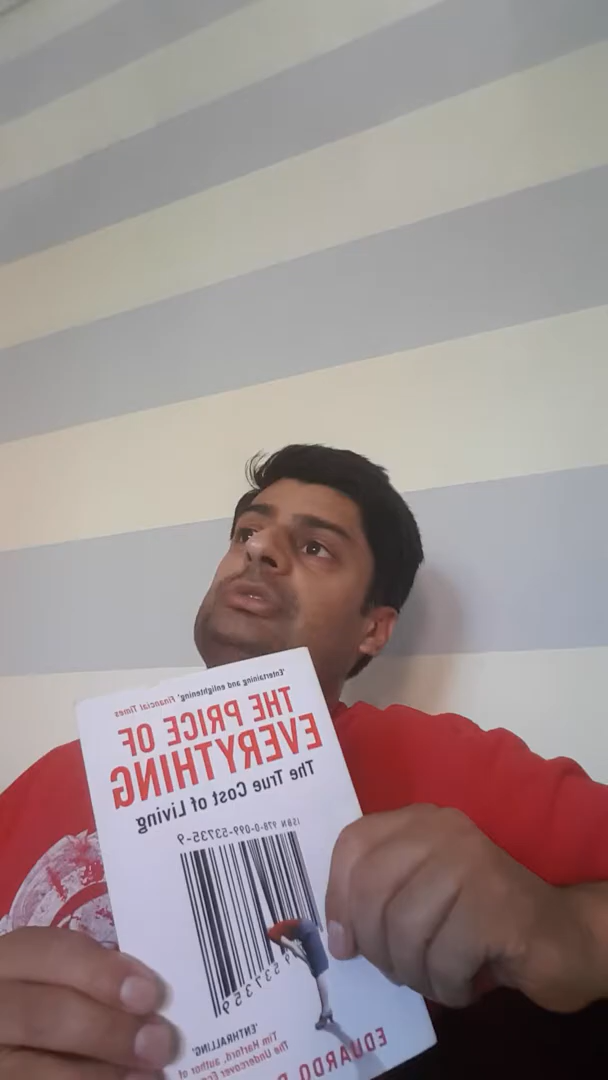 'Entertaining and enlightening' Financial Times
THE PRICE OF
EVERYTHING
The True Cost of Living
ISBN 978-0-099-53735-9
537359
'ENTHRALLING'
Tim Harford, author of
The Undercover
EDUARDO